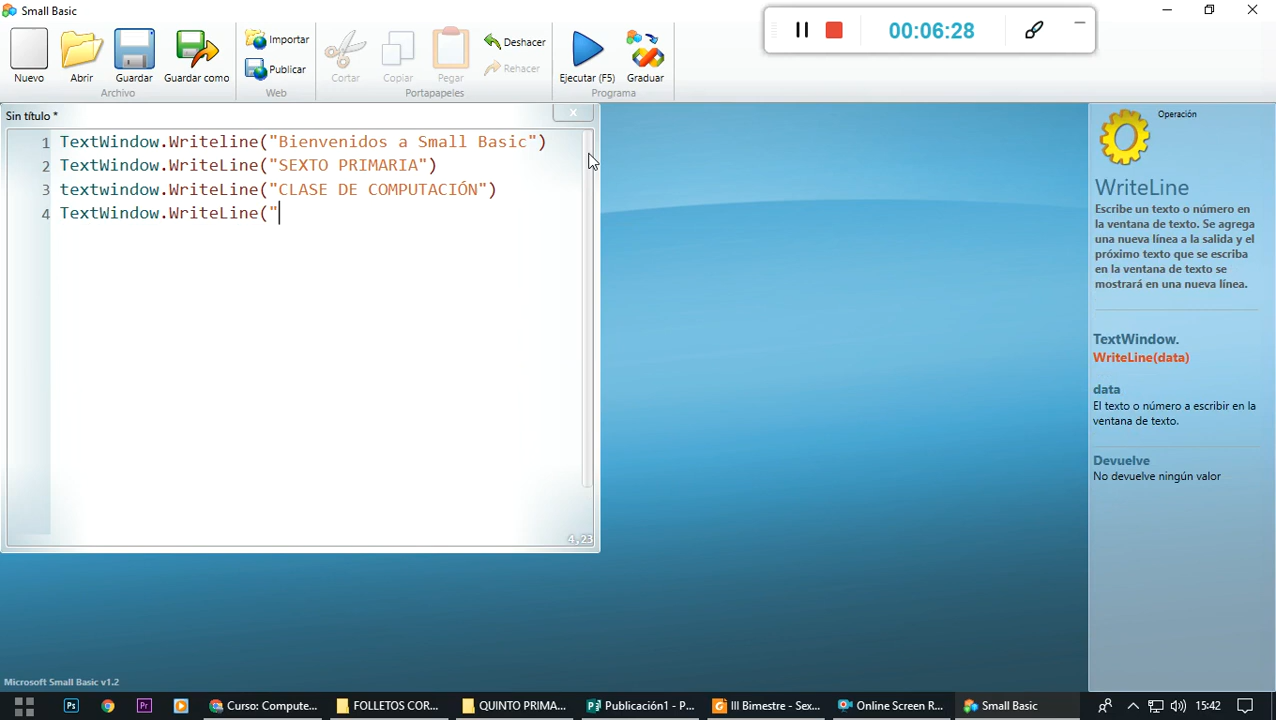 Small Basic
00:06:28
Nuevo
Abrir
Guardar
Guardar como
Archivo
Importar
Publicar
Web
Cortar
Copiar
Pegar
Deshacer
Rehacer
Portapapeles
Ejecutar (F5)
Graduar
Programa
Sin título *
X
1 TextWindow.Writeline("Bienvenidos a Small Basic")
2 TextWindow.WriteLine("SEXTO PRIMARIA")
3 textwindow.WriteLine("CLASE DE COMPUTACIÓN")
4 TextWindow.WriteLine("
4,23
Operación
WriteLine
Escribe un texto o número en
la ventana de texto. Se agrega
una nueva línea a la salida y el
próximo texto que se escriba
en la ventana de texto se
mostrará en una nueva línea.
TextWindow.
WriteLine(data)
data
El texto o número a escribir en la
ventana de texto.
Devuelve
No devuelve ningún valor
Microsoft Small Basic v1.2
Ps
Pr
Curso: Compute...
FOLLETOS COR...
QUINTO PRIMA...
Publicación1 - P...
III Bimestre - Sex...
Online Screen R...
Small Basic
15:42